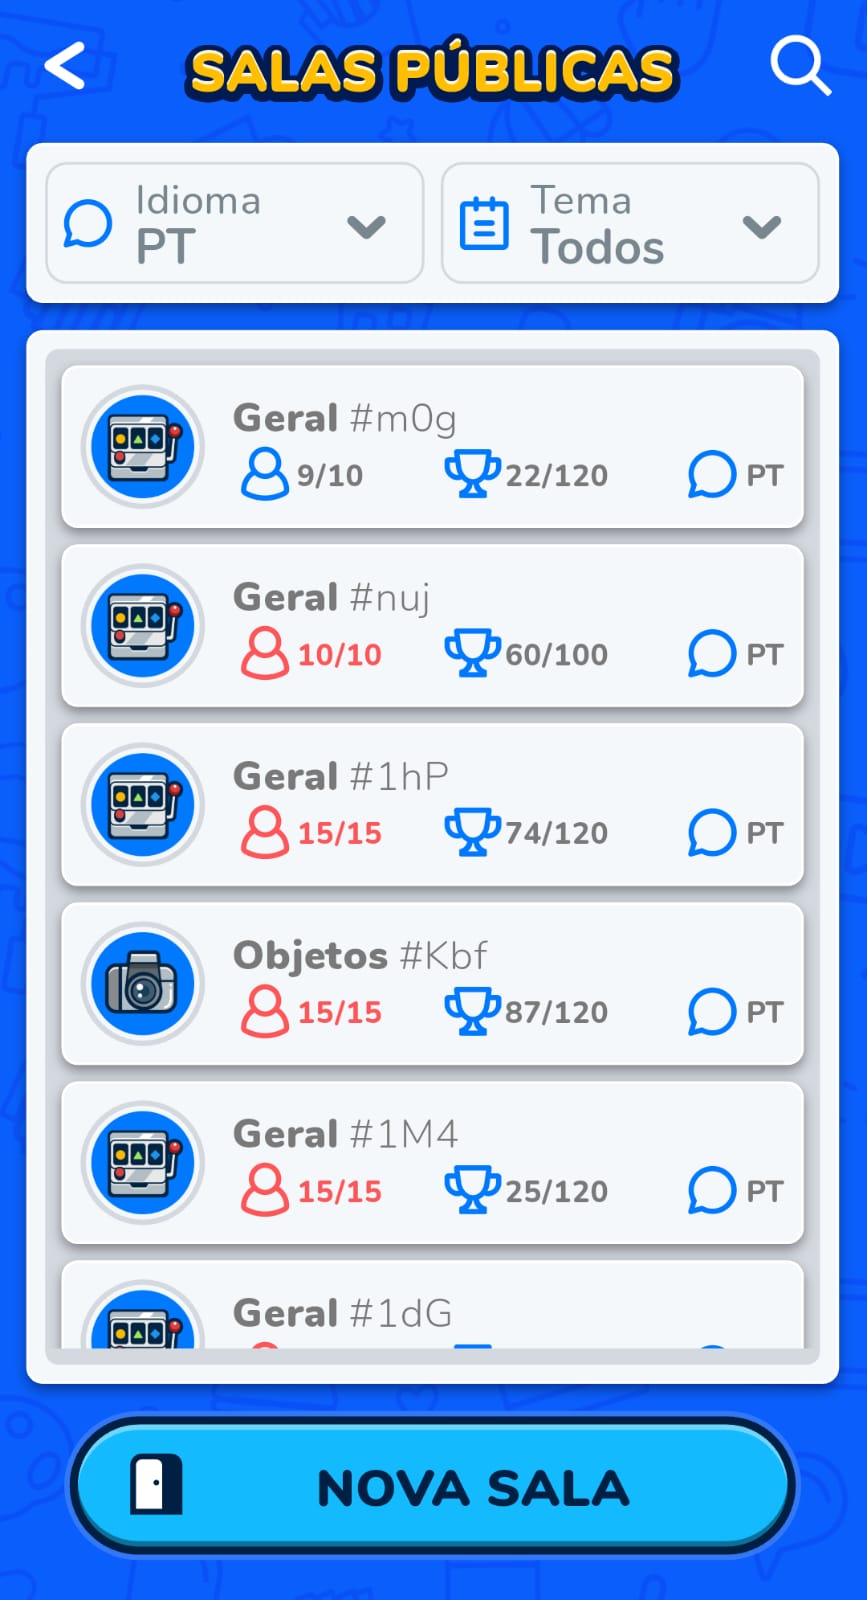 SALAS PÚBLICAS
Idioma
PT
Tema
Todos
Geral #m0g
9/10 22/120 PT
Geral #nuj
10/10 60/100 PT
Geral #1hP
15/15 74/120 PT
Objetos #Kbf
15/15 87/120 PT
Geral #1M4
15/15 25/120 PT
Geral #1dG
NOVA SALA